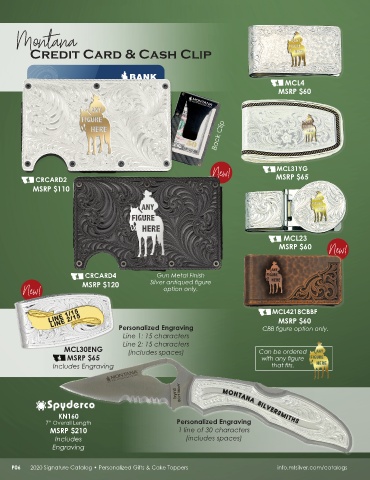 Montana
CREDIT CARD & CASH CLIP
BANK
ANY
FIGURE
HERE
MONTANA
Back Clip
MCL4
MSRP $60
CRCARD2
MSRP $110
New!
MCL31YG
MSRP $65
ANY
FIGURE
HERE
MCL23
MSRP $60
New!
CRCARD4
MSRP $120
Gun Metal Finish
Silver antiqued figure
option only.
New!
MCL421BCBBF
MSRP $60
CBB figure option only.
LINE 1/15
LINE 2/15
Personalized Engraving
Line 1: 15 characters
Line 2: 15 characters
(includes spaces)
MCL30ENG
MSRP $65
Includes Engraving
Can be ordered
with any figure
that fits.
MONTANA SILVERSMITHS
Spyderco
KN160
7" Overall Length
MSRP $210
Includes
Engraving
Personalized Engraving
1 line of 30 characters
(includes spaces)
P06 2020 Signature Catalog • Personalized Gifts & Cake Toppers info.mtsilver.com/catalogs